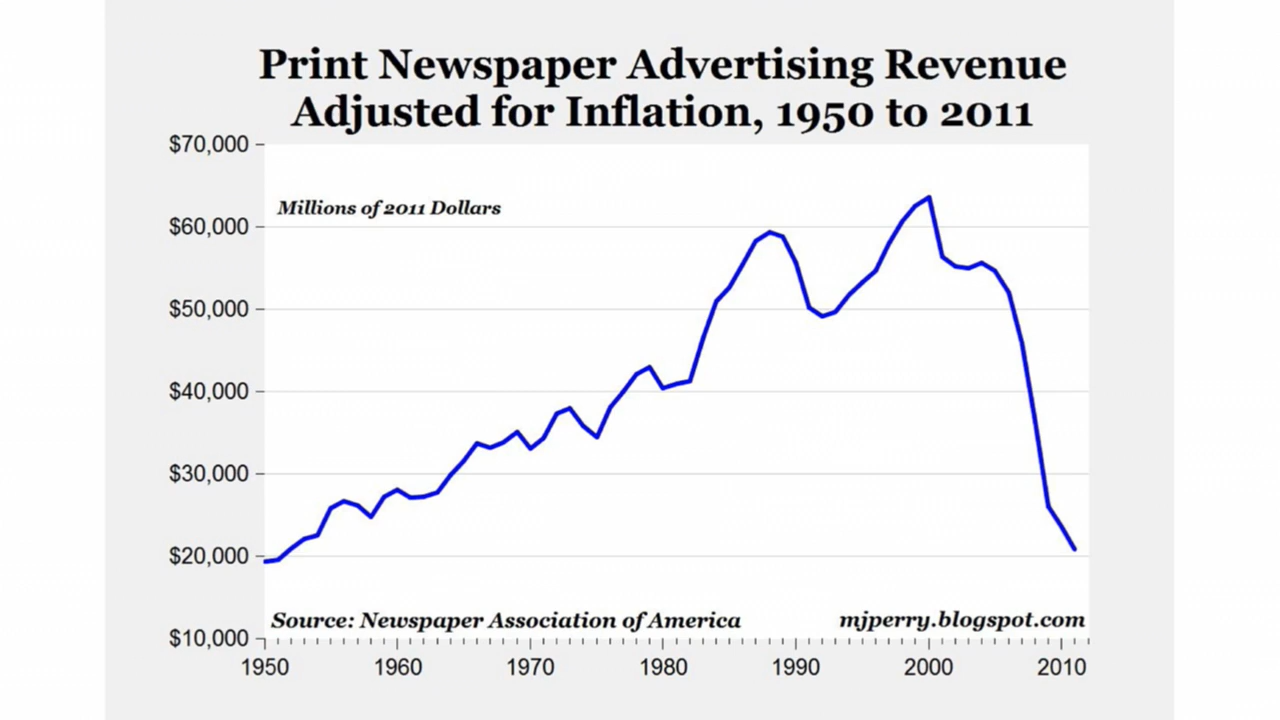 Print Newspaper Advertising Revenue
Adjusted for Inflation, 1950 to 2011
$70,000
Millions of 2011 Dollars
$60,000
$50,000
$40,000
$30,000
$20,000
Source: Newspaper Association of America mjperry.blogspot.com
$10,000
1950 1960 1970 1980 1990 2000 2010